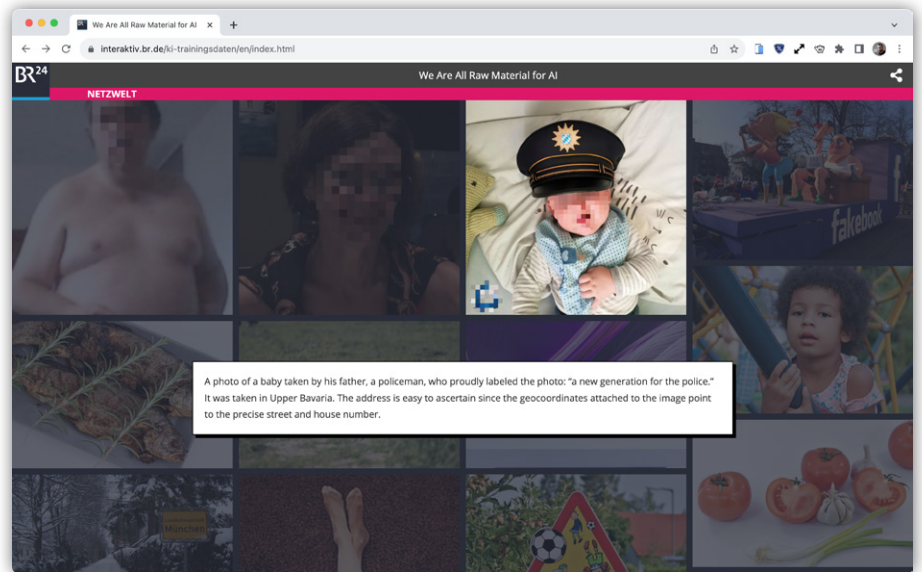 We Are All Raw Material for AI
interaktiv.br.de/ki-trainingsdaten/en/index.html
BR24
We Are All Raw Material for AI
NETZWELT
fakebook
A photo of a baby taken by his father, a policeman, who proudly labeled the photo: “a new generation for the police.”
It was taken in Upper Bavaria. The address is easy to ascertain since the geocoordinates attached to the image point
to the precise street and house number.
München